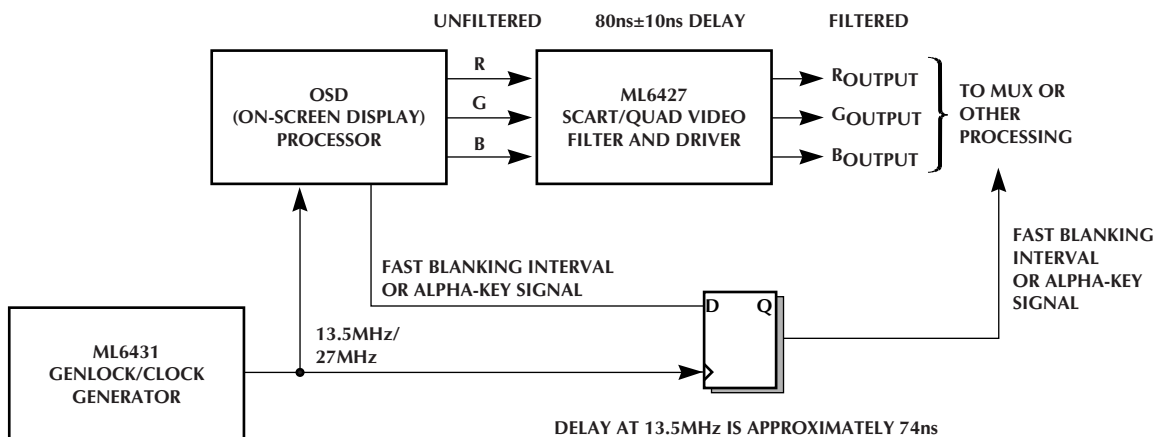 UNFILTERED
80ns±10ns DELAY
FILTERED
OSD
(ON-SCREEN DISPLAY)
PROCESSOR
R
G
B
ML6427
SCART/QUAD VIDEO
FILTER AND DRIVER
ROUTPUT
GOUTPUT
BOUTPUT
TO MUX OR
OTHER
PROCESSING
FAST BLANKING INTERVAL
OR ALPHA-KEY SIGNAL
D Q
FAST BLANKING
INTERVAL
OR ALPHA-KEY
SIGNAL
ML6431
GENLOCK/CLOCK
GENERATOR
13.5MHz/
27MHz
DELAY AT 13.5MHz IS APPROXIMATELY 74ns